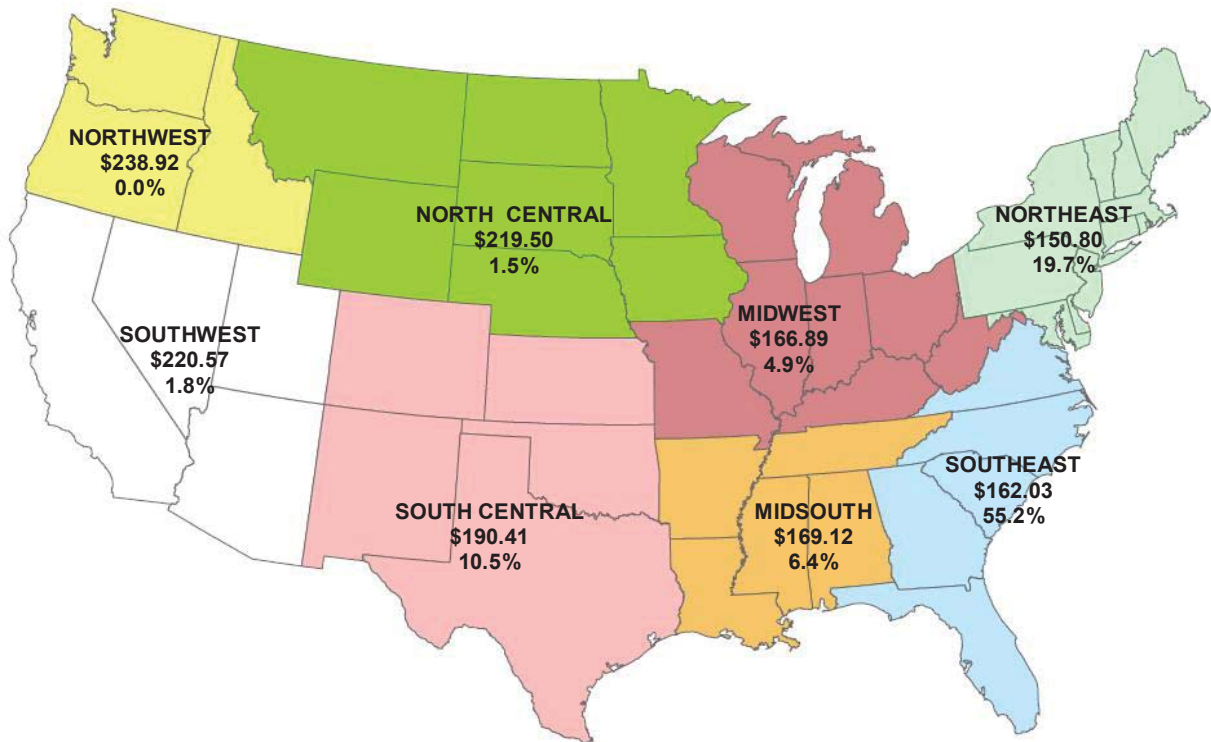 NORTHWEST
$238.92
0.0%
NORTH CENTRAL
$219.50
1.5%
NORTHEAST
$150.80
19.7%
MIDWEST
$166.89
4.9%
SOUTHWEST
$220.57
1.8%
SOUTHEAST
$162.03
55.2%
SOUTH CENTRAL
$190.41
10.5%
MIDSOUTH
$169.12
6.4%